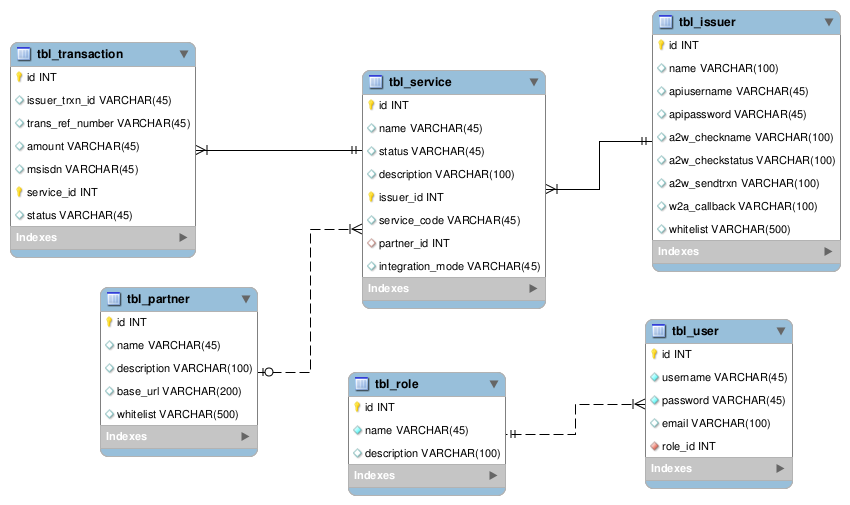 tbl_transaction
id INT
issuer_trxn_id VARCHAR(45)
trans_ref_number VARCHAR(45)
amount VARCHAR(45)
msisdn VARCHAR(45)
service_id INT
status VARCHAR(45)
Indexes
tbl_service
id INT
name VARCHAR(45)
status VARCHAR(45)
description VARCHAR(100)
issuer_id INT
service_code VARCHAR(45)
partner_id INT
integration_mode VARCHAR(45)
Indexes
tbl_issuer
id INT
name VARCHAR(100)
apiusername VARCHAR(45)
apipassword VARCHAR(45)
a2w_checkname VARCHAR(100)
a2w_checkstatus VARCHAR(100)
a2w_sendtrxn VARCHAR(100)
w2a_callback VARCHAR(100)
whitelist VARCHAR(500)
Indexes
tbl_partner
id INT
name VARCHAR(45)
description VARCHAR(100)
base_url VARCHAR(200)
whitelist VARCHAR(500)
Indexes
tbl_role
id INT
name VARCHAR(45)
description VARCHAR(100)
Indexes
tbl_user
id INT
username VARCHAR(45)
password VARCHAR(45)
email VARCHAR(100)
role_id INT
Indexes